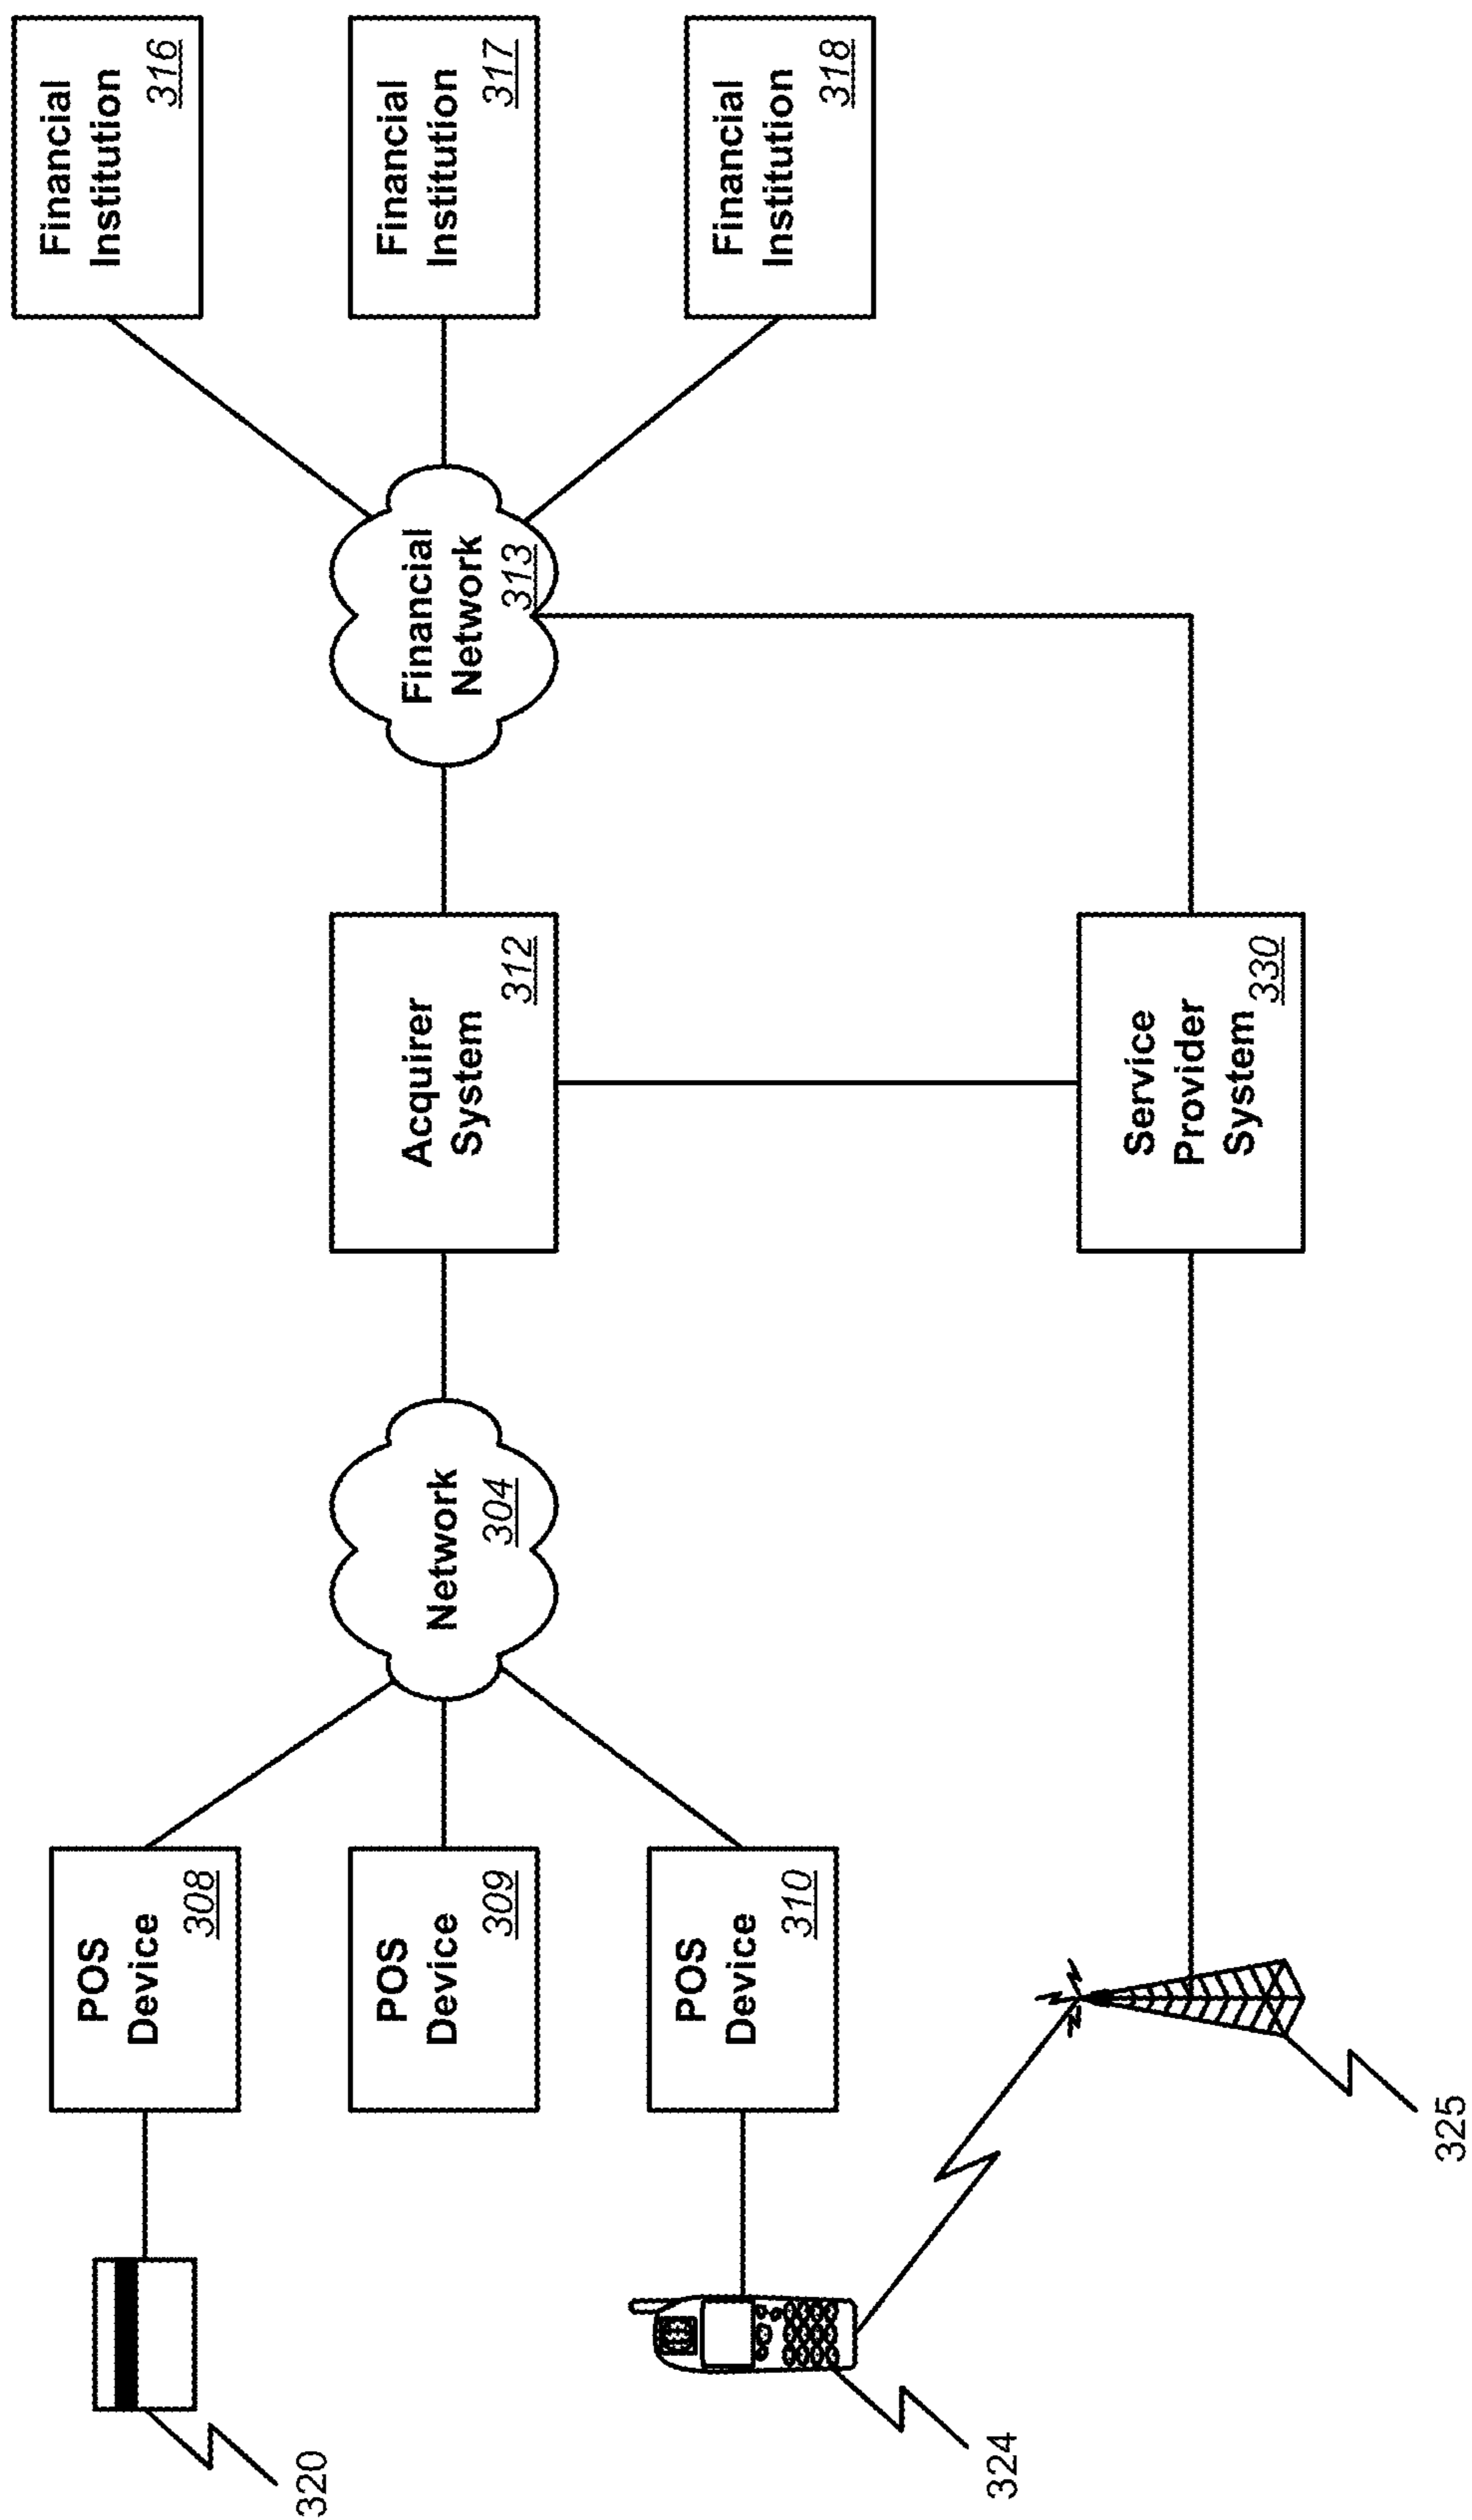 320
POS
Device
308
POS
Device
309
POS
Device
310
324
325
Network
304
Acquirer
System
312
Service
Provider
System
330
Financial
Network
313
Financial
Institution
316
Financial
Institution
317
Financial
Institution
318